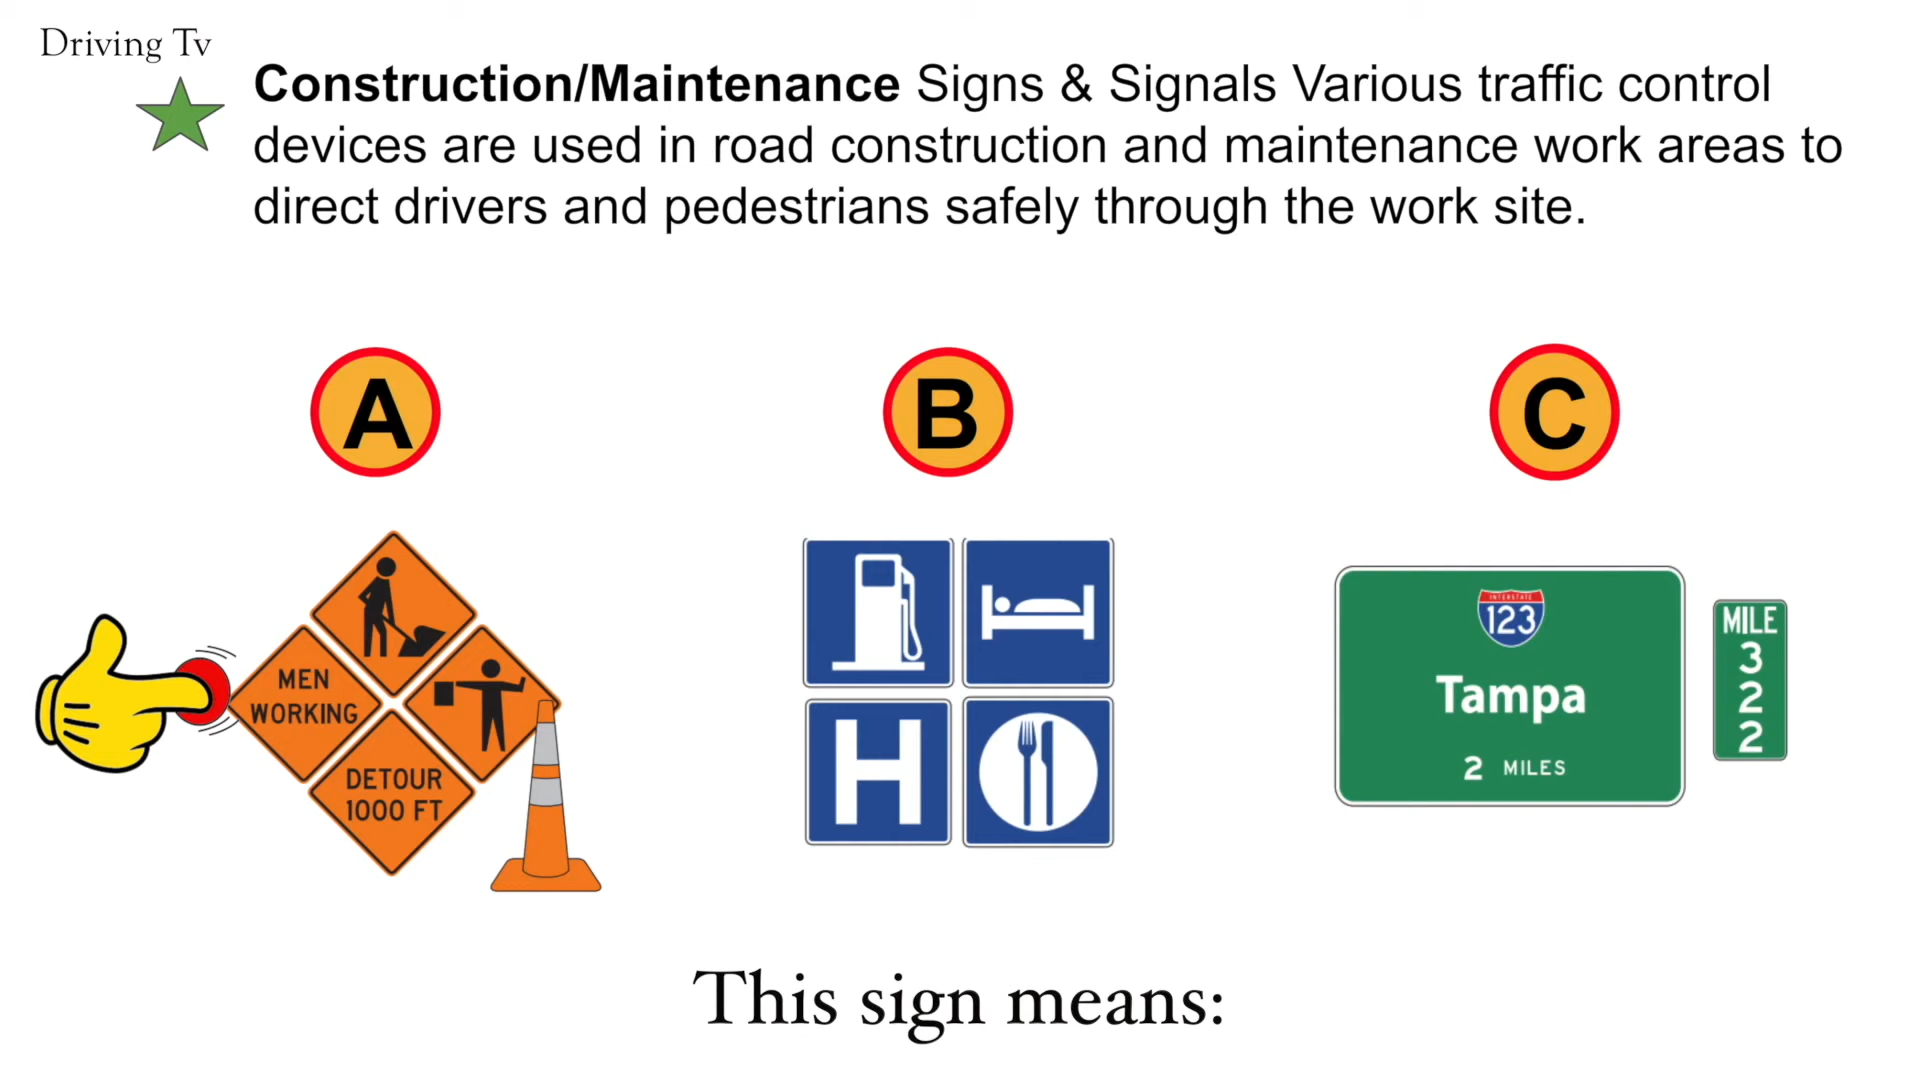 Driving Tv
Construction/Maintenance Signs & Signals Various traffic control
devices are used in road construction and maintenance work areas to
direct drivers and pedestrians safely through the work site.
A
B
C
MEN
WORKING
DETOUR
1000 FT
H
INTERSTATE
123
Tampa
2 MILES
MILE
3
2
2
This sign means: